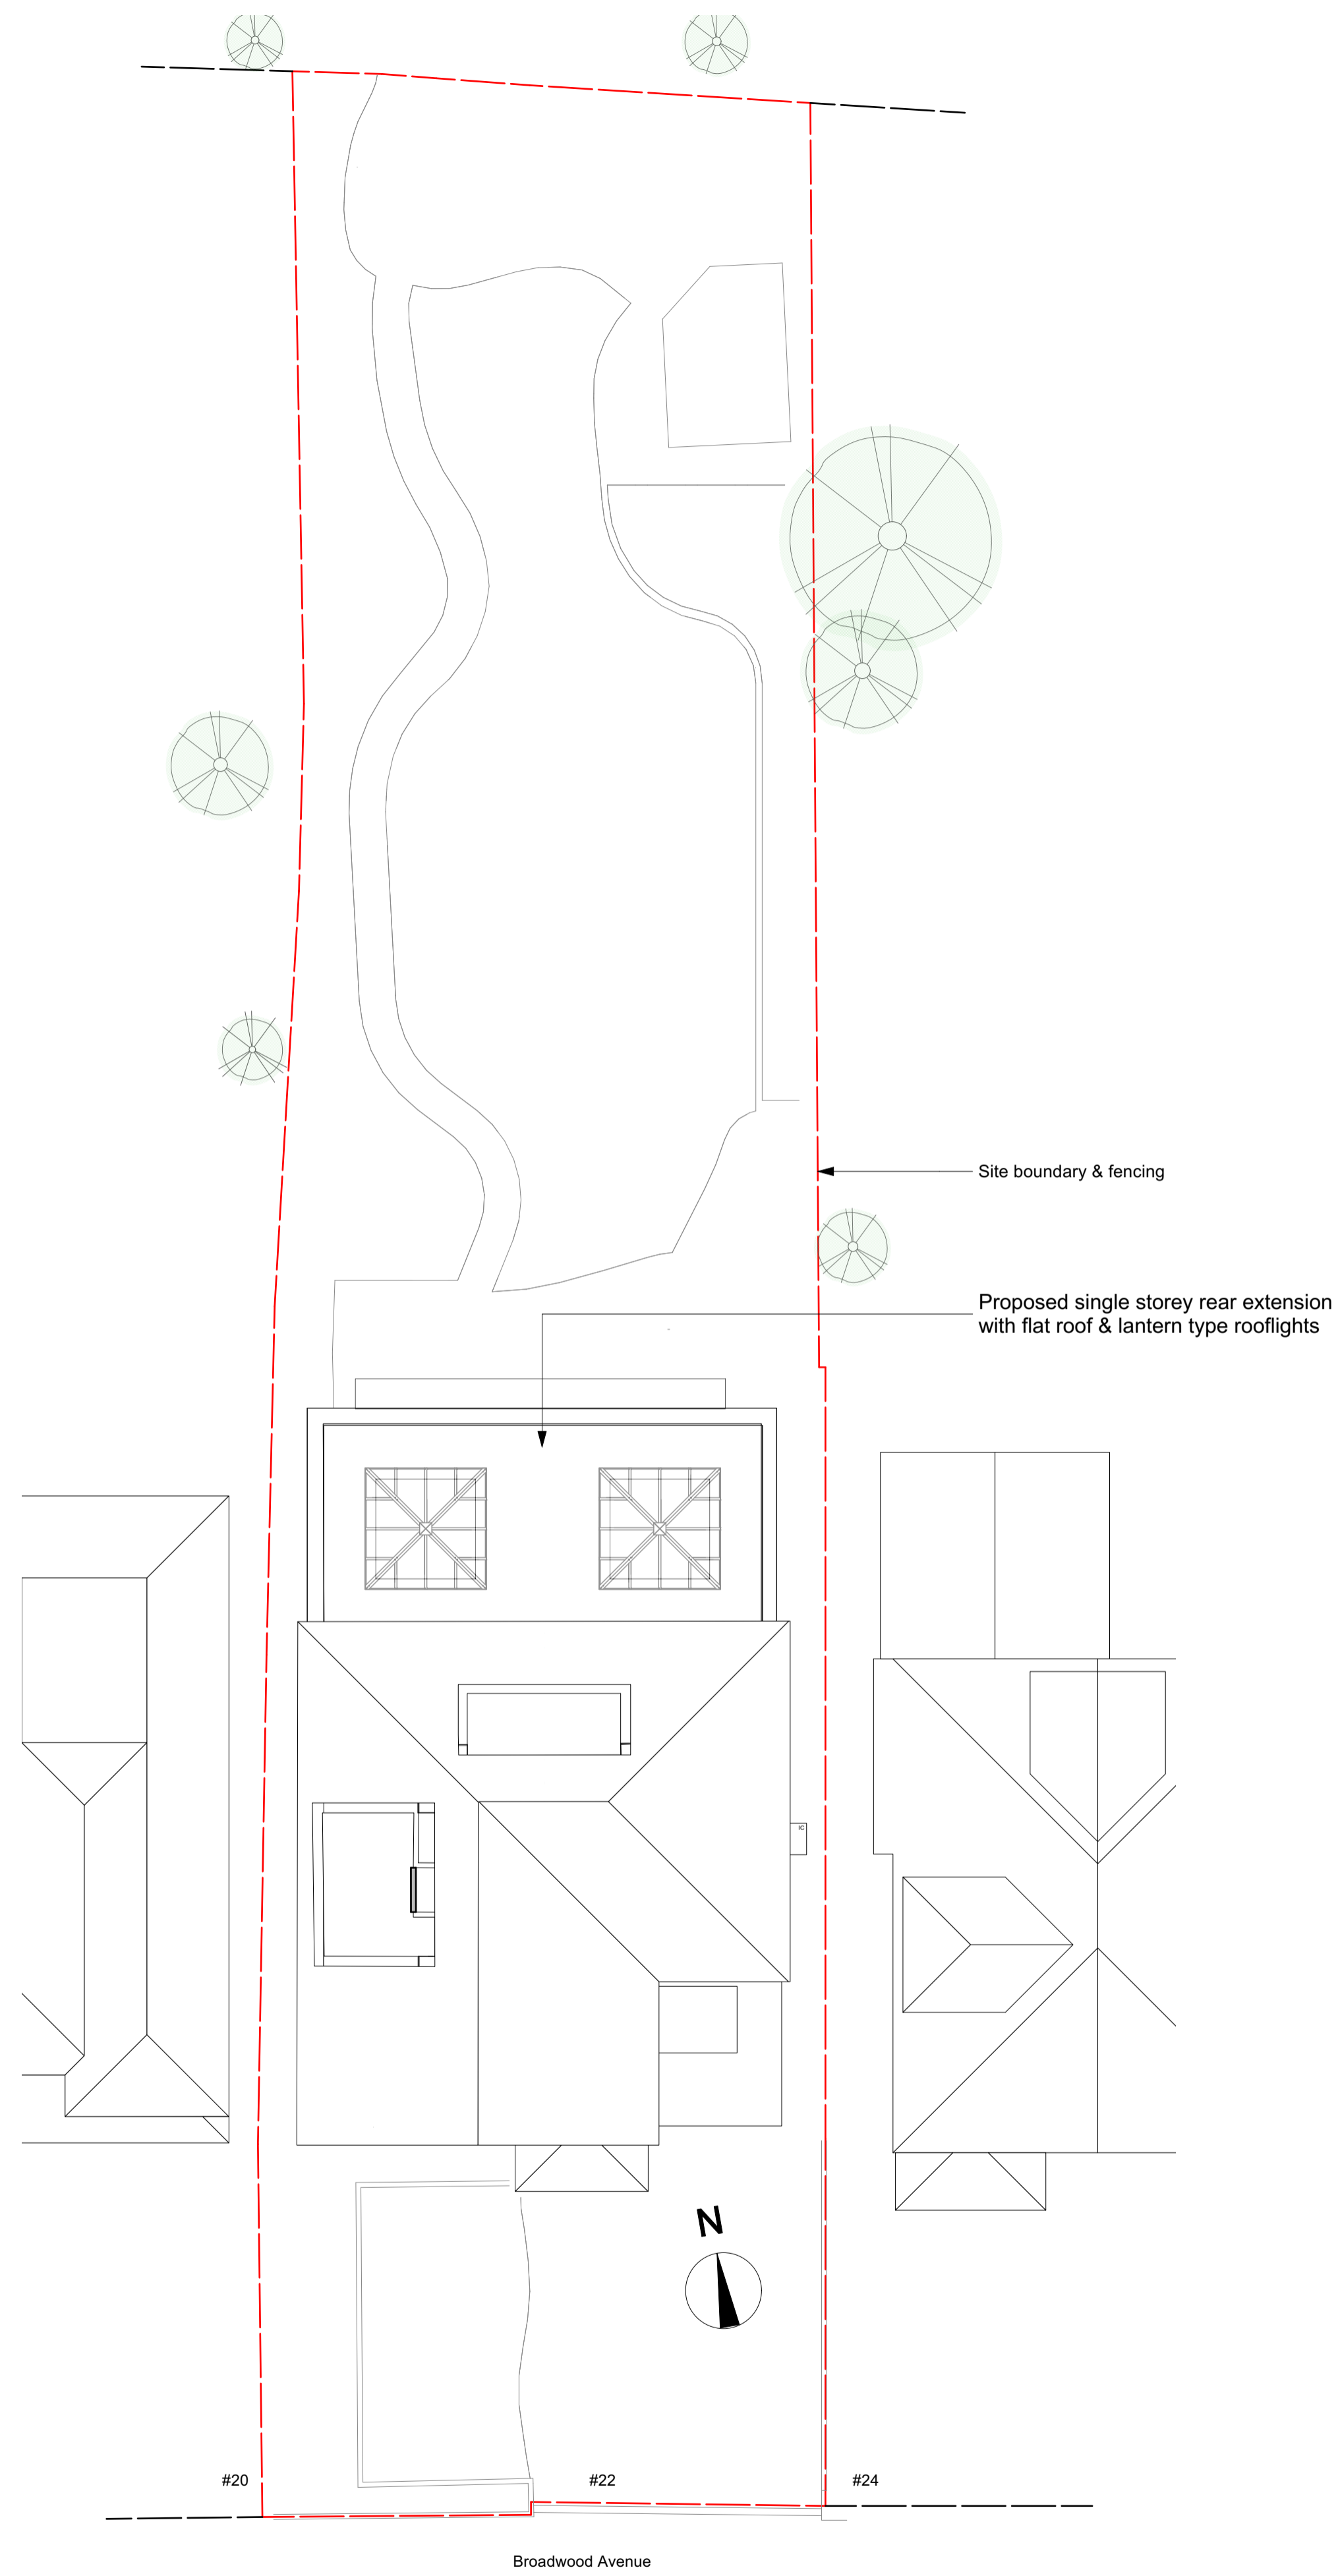 Site boundary & fencing
Proposed single storey rear extension
with flat roof & lantern type rooflights
IC
N
#20
#22
#24
Broadwood Avenue